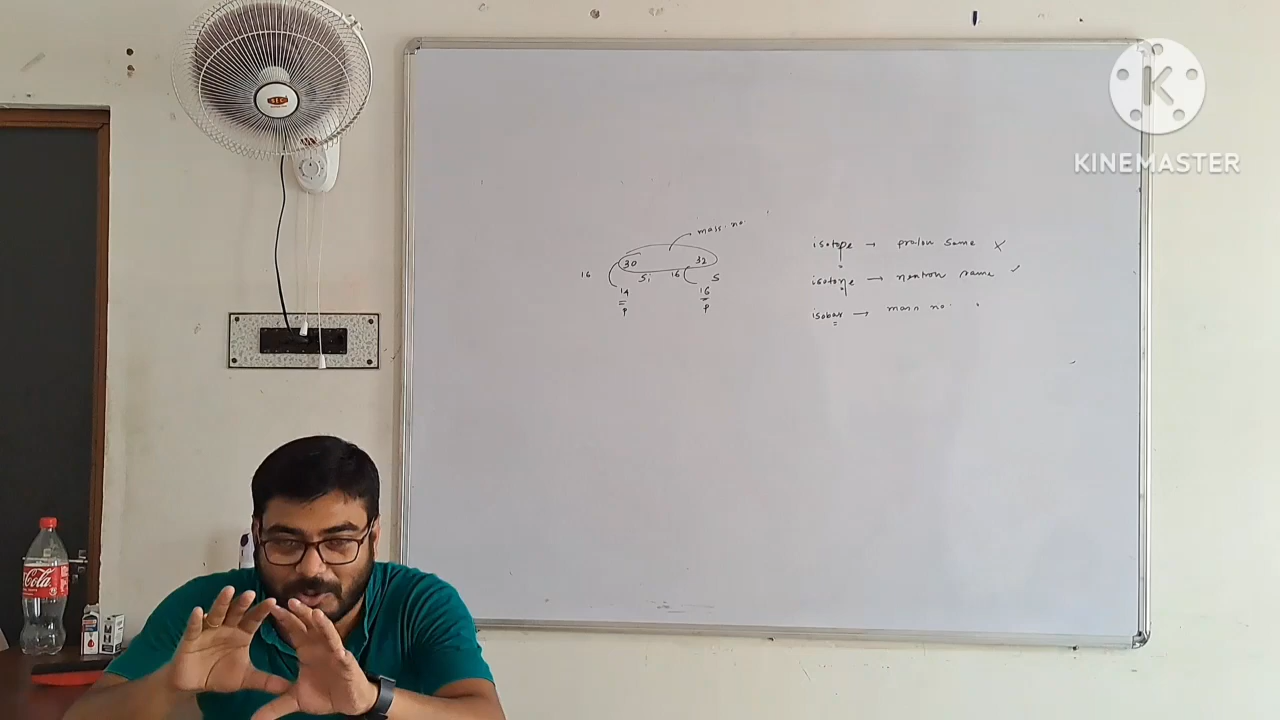 KINEMASTER
mass. no.
isotope → proton same ×
30 32
16 Si 16 S
isotone → neutron same ✓
14 16
P P
isobar → mass no.
Cola